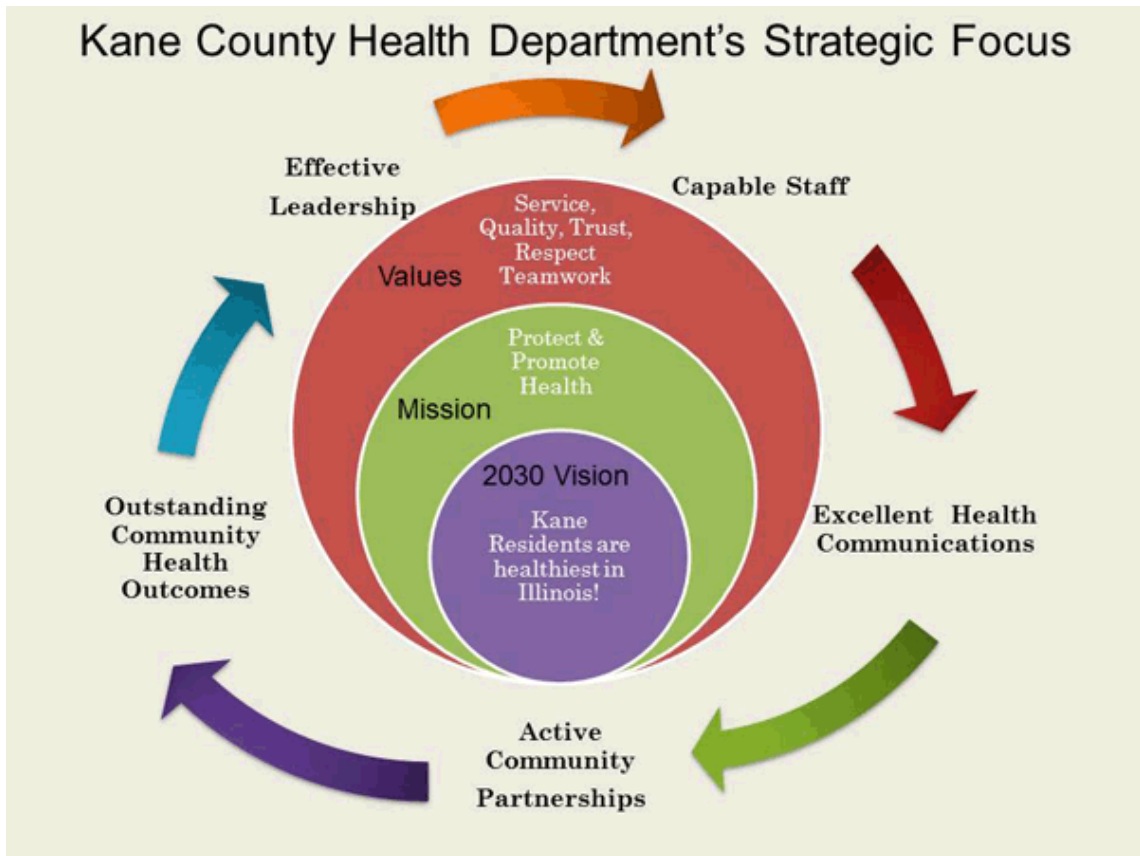 Kane County Health Department’s Strategic Focus
Effective
Leadership
Capable Staff
Service,
Quality, Trust,
Respect
Teamwork
Values
Protect &
Promote
Health
Mission
2030 Vision
Kane
Residents are
healthiest in
Illinois!
Excellent Health
Communications
Active
Community
Partnerships
Outstanding
Community
Health
Outcomes